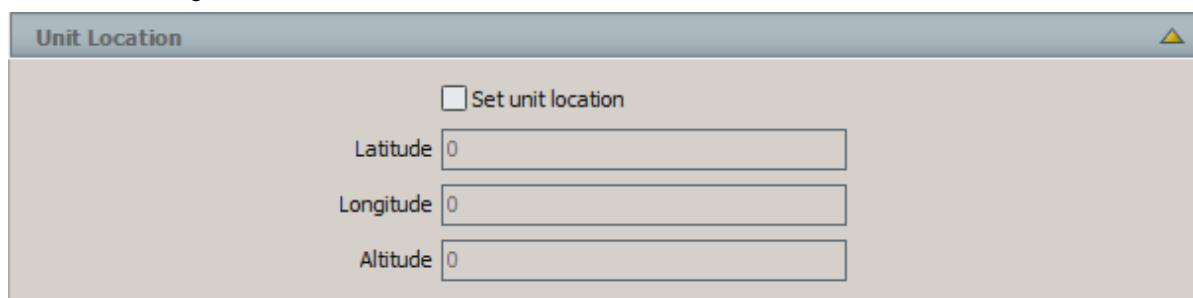 Unit Location
Set unit location
Latitude 0
Longitude 0
Altitude 0